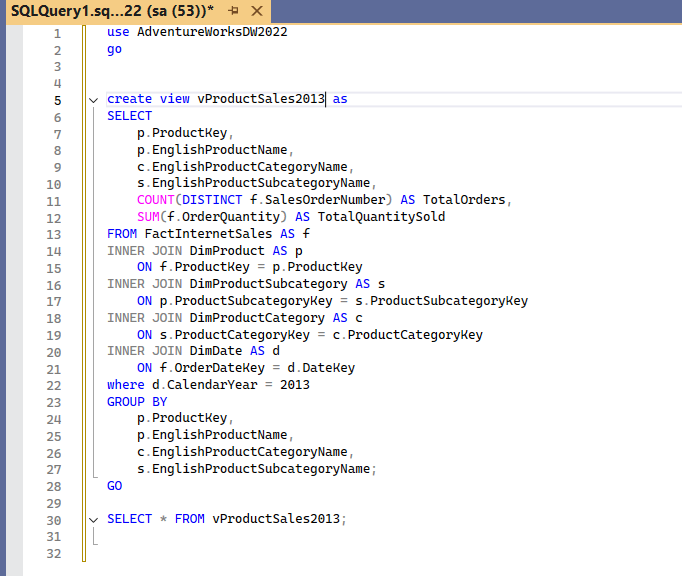 SQLQuery1.sq...22 (sa (53))*
1 use AdventureWorksDW2022
2 go
3
4
5 create view vProductSales2013 as
6 SELECT
7 p.ProductKey,
8 p.EnglishProductName,
9 c.EnglishProductCategoryName,
10 s.EnglishProductSubcategoryName,
11 COUNT(DISTINCT f.SalesOrderNumber) AS TotalOrders,
12 SUM(f.OrderQuantity) AS TotalQuantitySold
13 FROM FactInternetSales AS f
14 INNER JOIN DimProduct AS p
15 ON f.ProductKey = p.ProductKey
16 INNER JOIN DimProductSubcategory AS s
17 ON p.ProductSubcategoryKey = s.ProductSubcategoryKey
18 INNER JOIN DimProductCategory AS c
19 ON s.ProductCategoryKey = c.ProductCategoryKey
20 INNER JOIN DimDate AS d
21 ON f.OrderDateKey = d.DateKey
22 where d.CalendarYear = 2013
23 GROUP BY
24 p.ProductKey,
25 p.EnglishProductName,
26 c.EnglishProductCategoryName,
27 s.EnglishProductSubcategoryName;
28 GO
29
30 SELECT * FROM vProductSales2013;
31
32